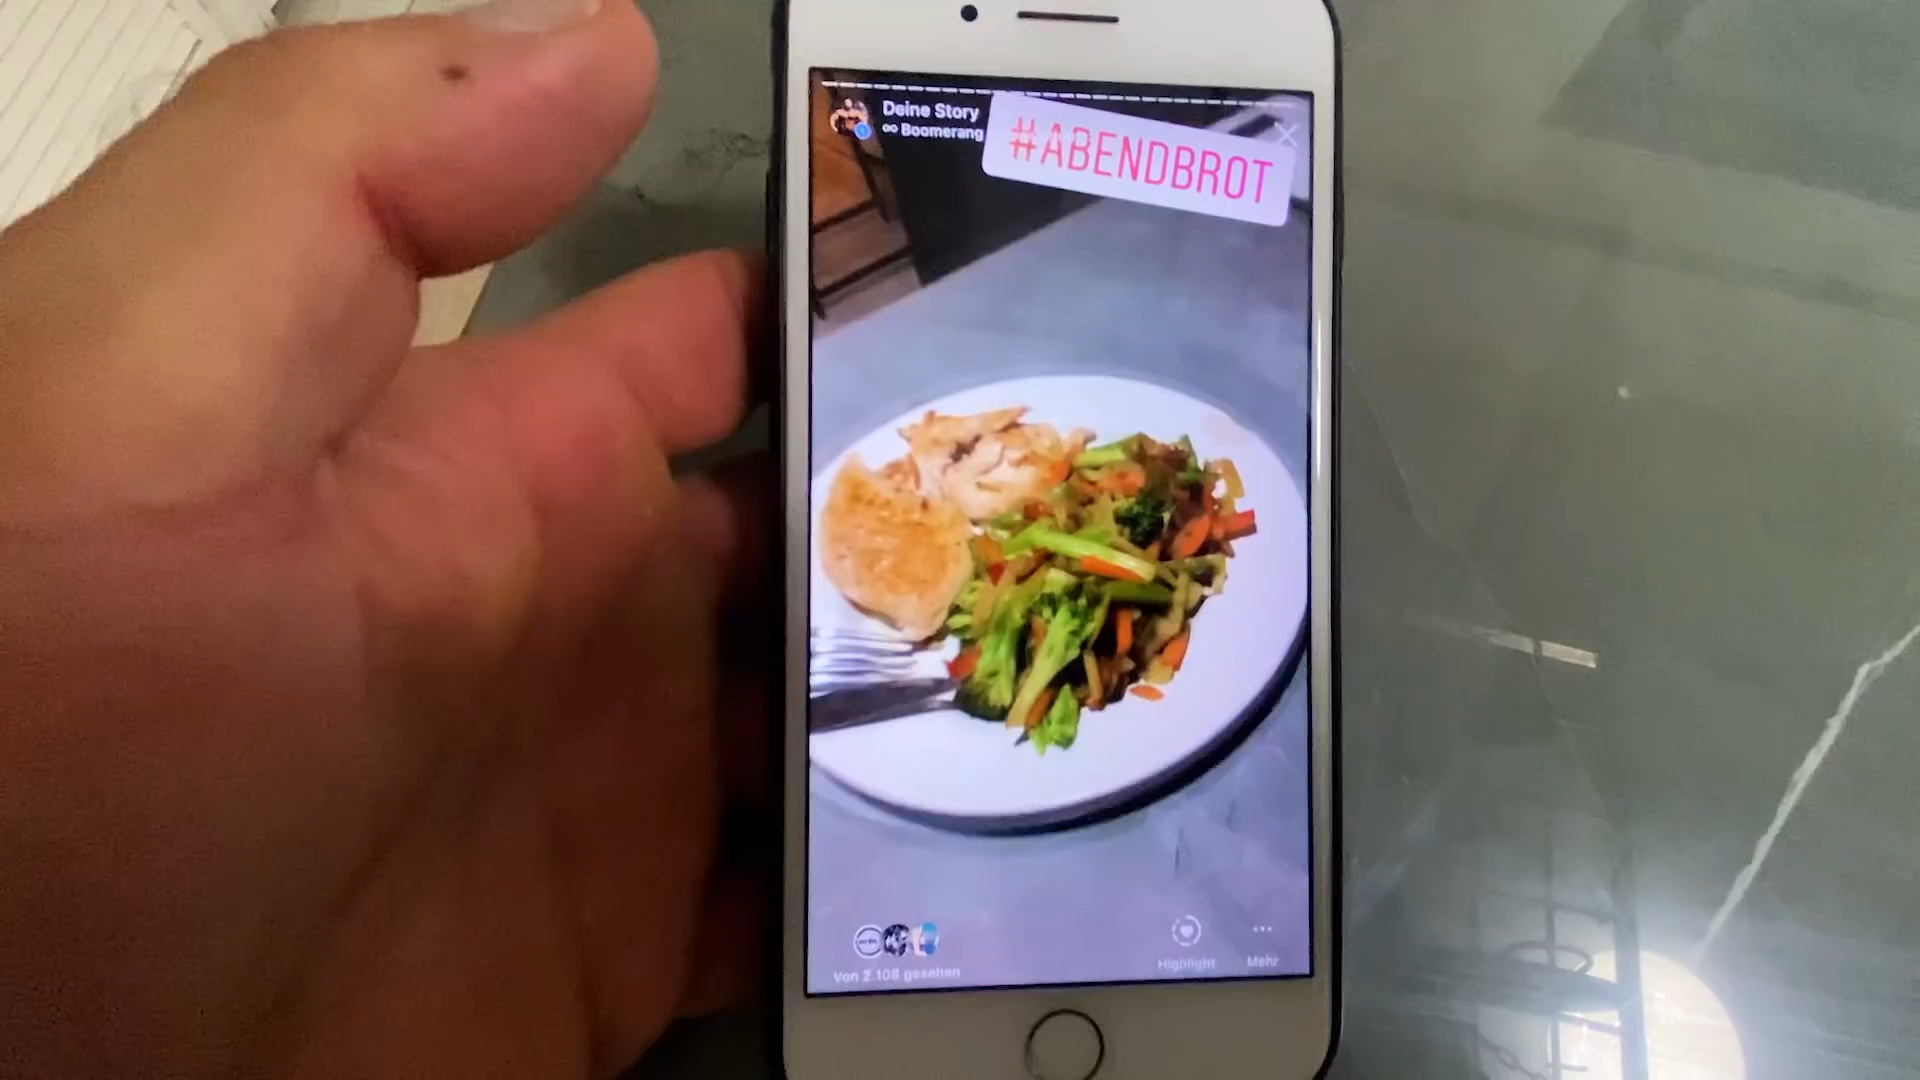 Deine Story
∞ Boomerang
#ABENDBROT
Von 2.108 gesehen
Highlight
Mehr